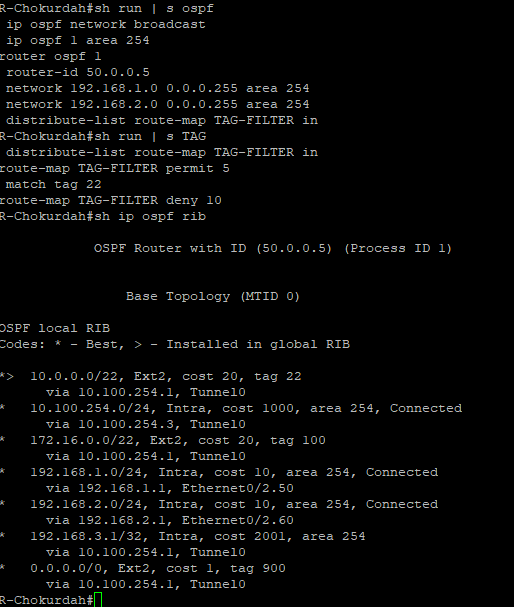 R-Chokurdah#sh run | s ospf
 ip ospf network broadcast
 ip ospf 1 area 254
router ospf 1
 router-id 50.0.0.5
 network 192.168.1.0 0.0.0.255 area 254
 network 192.168.2.0 0.0.0.255 area 254
 distribute-list route-map TAG-FILTER in
R-Chokurdah#sh run | s TAG
 distribute-list route-map TAG-FILTER in
route-map TAG-FILTER permit 5
 match tag 22
route-map TAG-FILTER deny 10
R-Chokurdah#sh ip ospf rib
            OSPF Router with ID (50.0.0.5) (Process ID 1)
                Base Topology (MTID 0)
OSPF local RIB
Codes: * - Best, > - Installed in global RIB
*>  10.0.0.0/22, Ext2, cost 20, tag 22
      via 10.100.254.1, Tunnel0
*   10.100.254.0/24, Intra, cost 1000, area 254, Connected
      via 10.100.254.3, Tunnel0
*   172.16.0.0/22, Ext2, cost 20, tag 100
      via 10.100.254.1, Tunnel0
*   192.168.1.0/24, Intra, cost 10, area 254, Connected
      via 192.168.1.1, Ethernet0/2.50
*   192.168.2.0/24, Intra, cost 10, area 254, Connected
      via 192.168.2.1, Ethernet0/2.60
*   192.168.3.1/32, Intra, cost 2001, area 254
      via 10.100.254.1, Tunnel0
*   0.0.0.0/0, Ext2, cost 1, tag 900
      via 10.100.254.1, Tunnel0
R-Chokurdah#